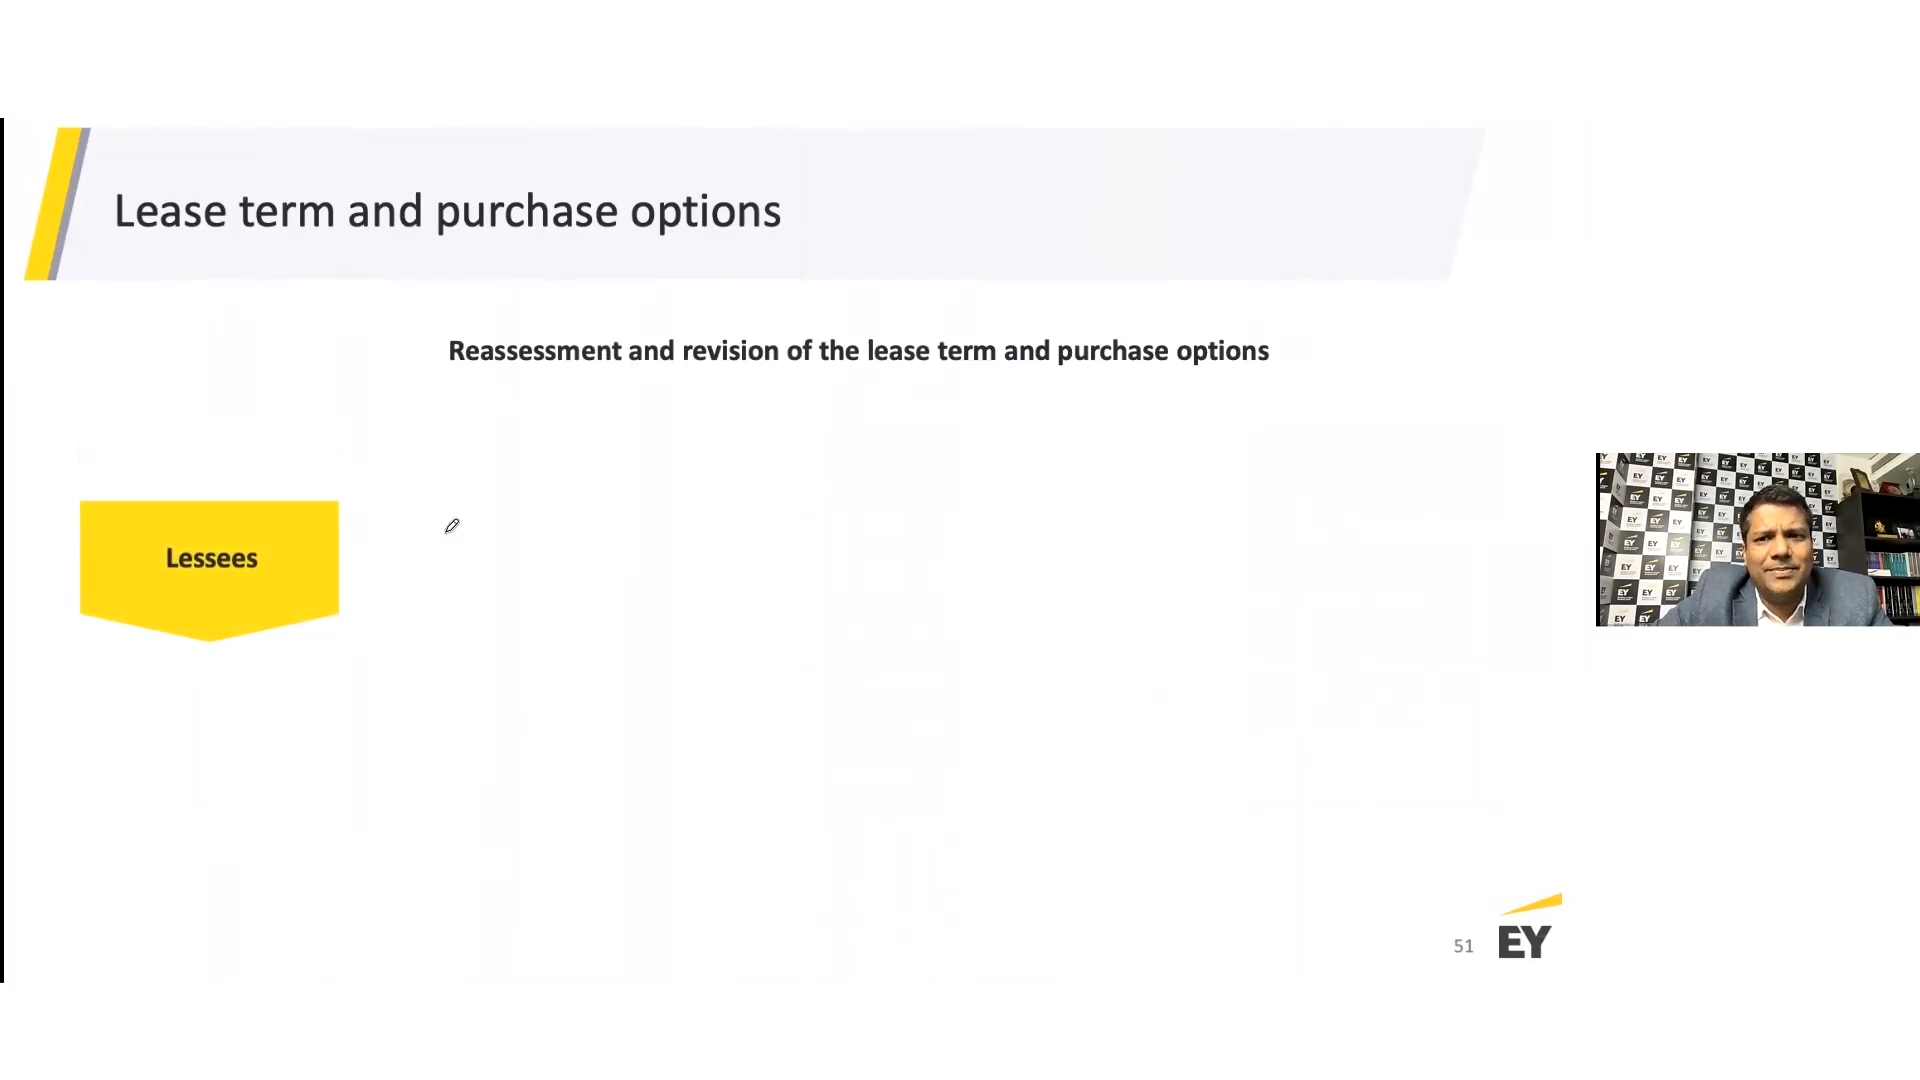 Lease term and purchase options
Reassessment and revision of the lease term and purchase options
Lessees
51
EY